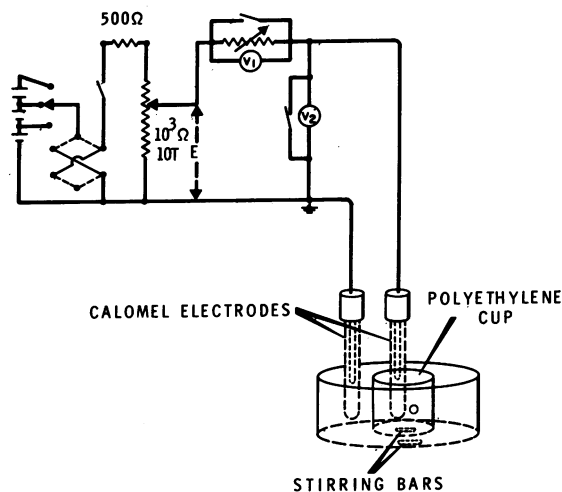 500Ω
V1
V2
10³Ω
10T
E
CALOMEL ELECTRODES
POLYETHYLENE
CUP
STIRRING BARS